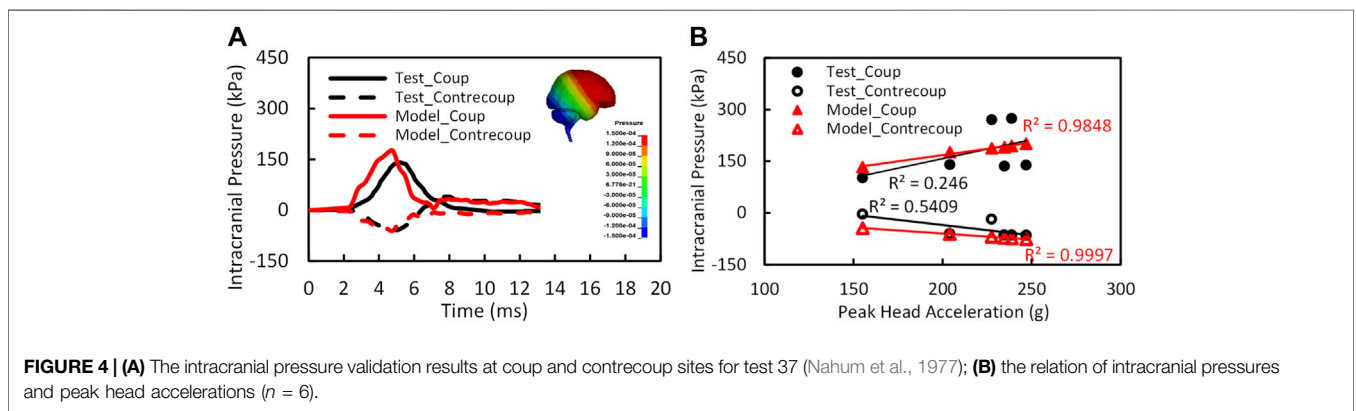 A
450
300
150
0
-150
Intracranial Pressure (kPa)
Test_Coup
Test_Contrecoup
Model_Coup
Model_Contrecoup
Pressure
1.500e-04
1.200e-04
9.000e-05
6.000e-05
3.000e-05
6.776e-21
-3.000e-05
-6.000e-05
-9.000e-05
-1.200e-04
-1.500e-04
0 2 4 6 8 10 12 14 16 18 20
Time (ms)
B
450
300
150
0
-150
Intracranial Pressure (kPa)
Test_Coup
Test_Contrecoup
Model_Coup
Model_Contrecoup
R² = 0.9848
R² = 0.246
R² = 0.5409
R² = 0.9997
100 150 200 250 300
Peak Head Acceleration (g)
FIGURE 4 | (A) The intracranial pressure validation results at coup and contrecoup sites for test 37 (Nahum et al., 1977); (B) the relation of intracranial pressures
and peak head accelerations (n = 6).